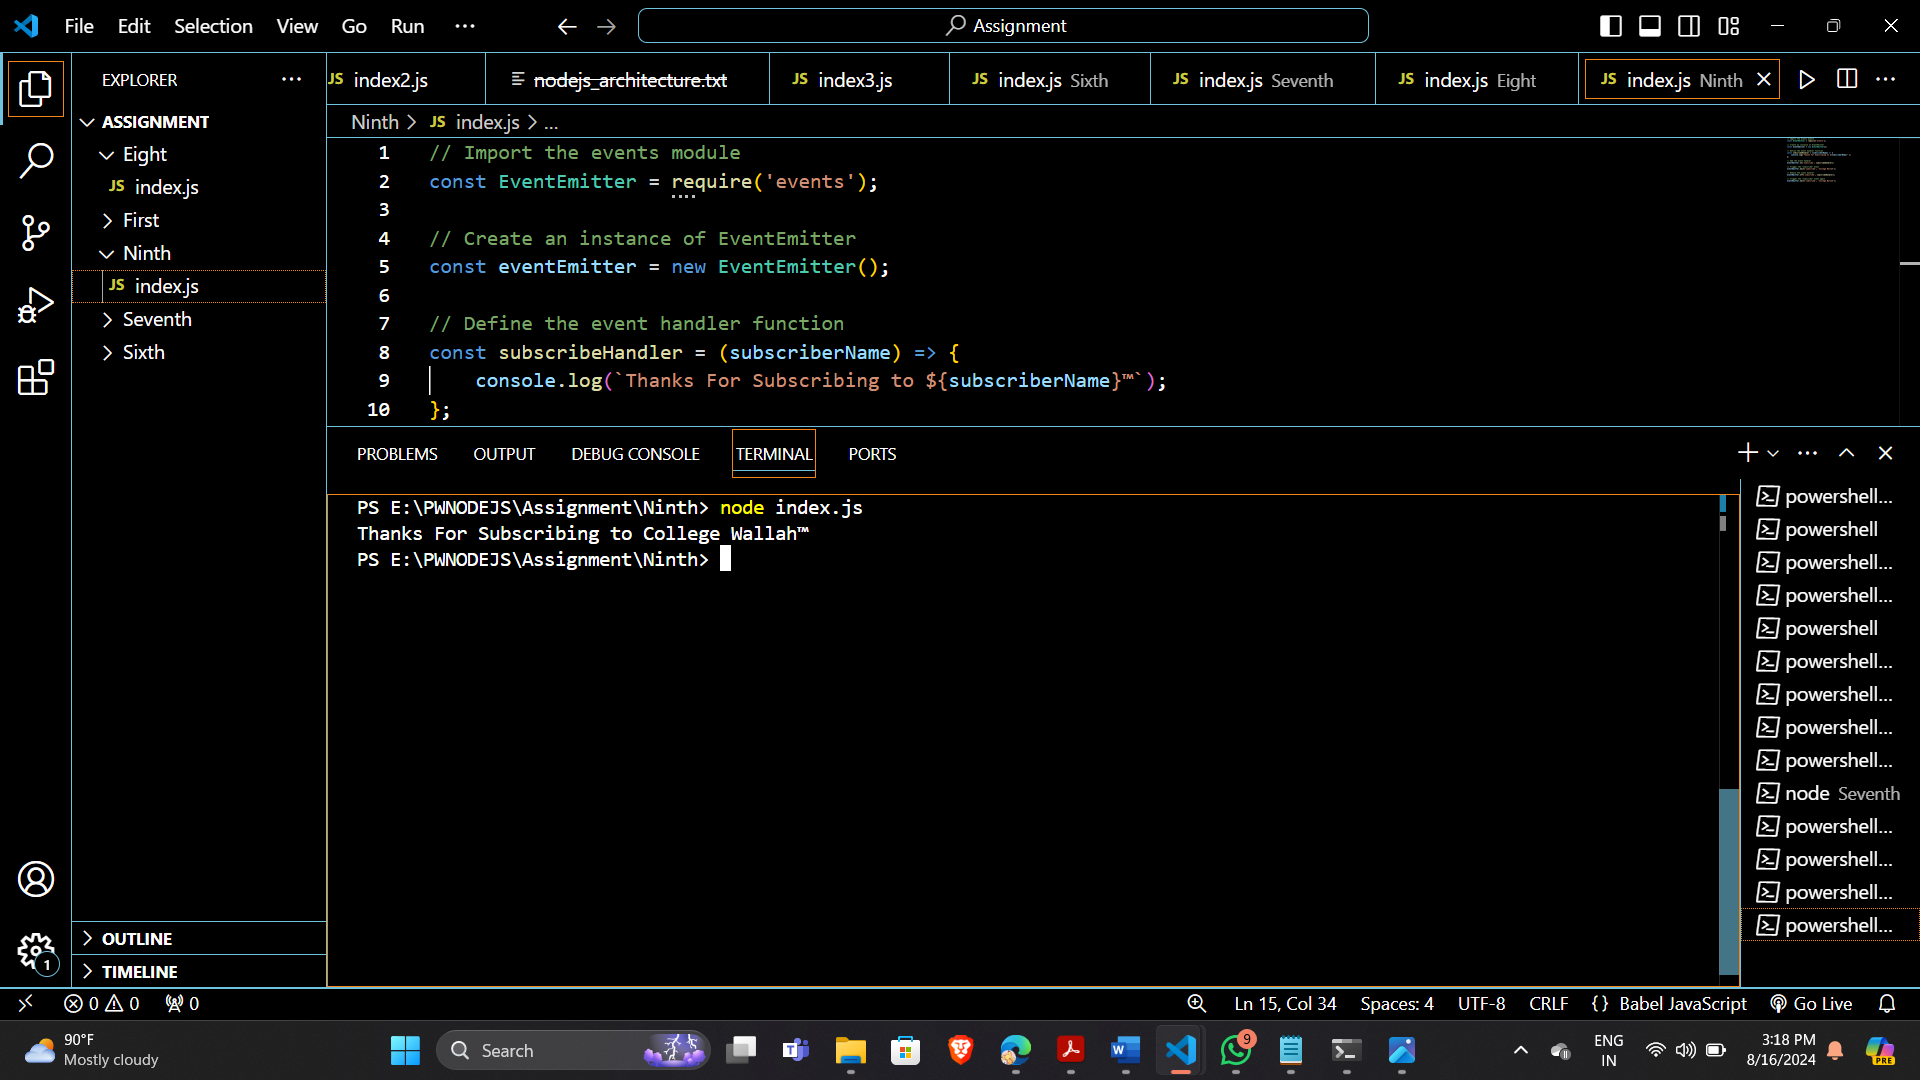 File Edit Selection View Go Run ... Assignment
EXPLORER ...
index2.js nodejs_architecture.txt index3.js index.js Sixth index.js Seventh index.js Eight index.js Ninth
ASSIGNMENT
Eight
JS index.js
First
Ninth
JS index.js
Seventh
Sixth
OUTLINE
TIMELINE
Ninth > JS index.js > ...
1 // Import the events module
2 const EventEmitter = require('events');
3
4 // Create an instance of EventEmitter
5 const eventEmitter = new EventEmitter();
6
7 // Define the event handler function
8 const subscribeHandler = (subscriberName) => {
9 console.log(`Thanks For Subscribing to ${subscriberName}™`);
10 };
PROBLEMS OUTPUT DEBUG CONSOLE TERMINAL PORTS
PS E:\PWNODEJS\Assignment\Ninth> node index.js
Thanks For Subscribing to College Wallah™
PS E:\PWNODEJS\Assignment\Ninth>
powershell...
powershell
powershell...
powershell...
powershell
powershell...
powershell...
powershell...
powershell...
node Seventh
powershell...
powershell...
powershell...
powershell...
0 0 0 Ln 15, Col 34 Spaces: 4 UTF-8 CRLF {} Babel JavaScript Go Live
90°F
Mostly cloudy
Search
9
ENG
IN
3:18 PM
8/16/2024
PRE
1